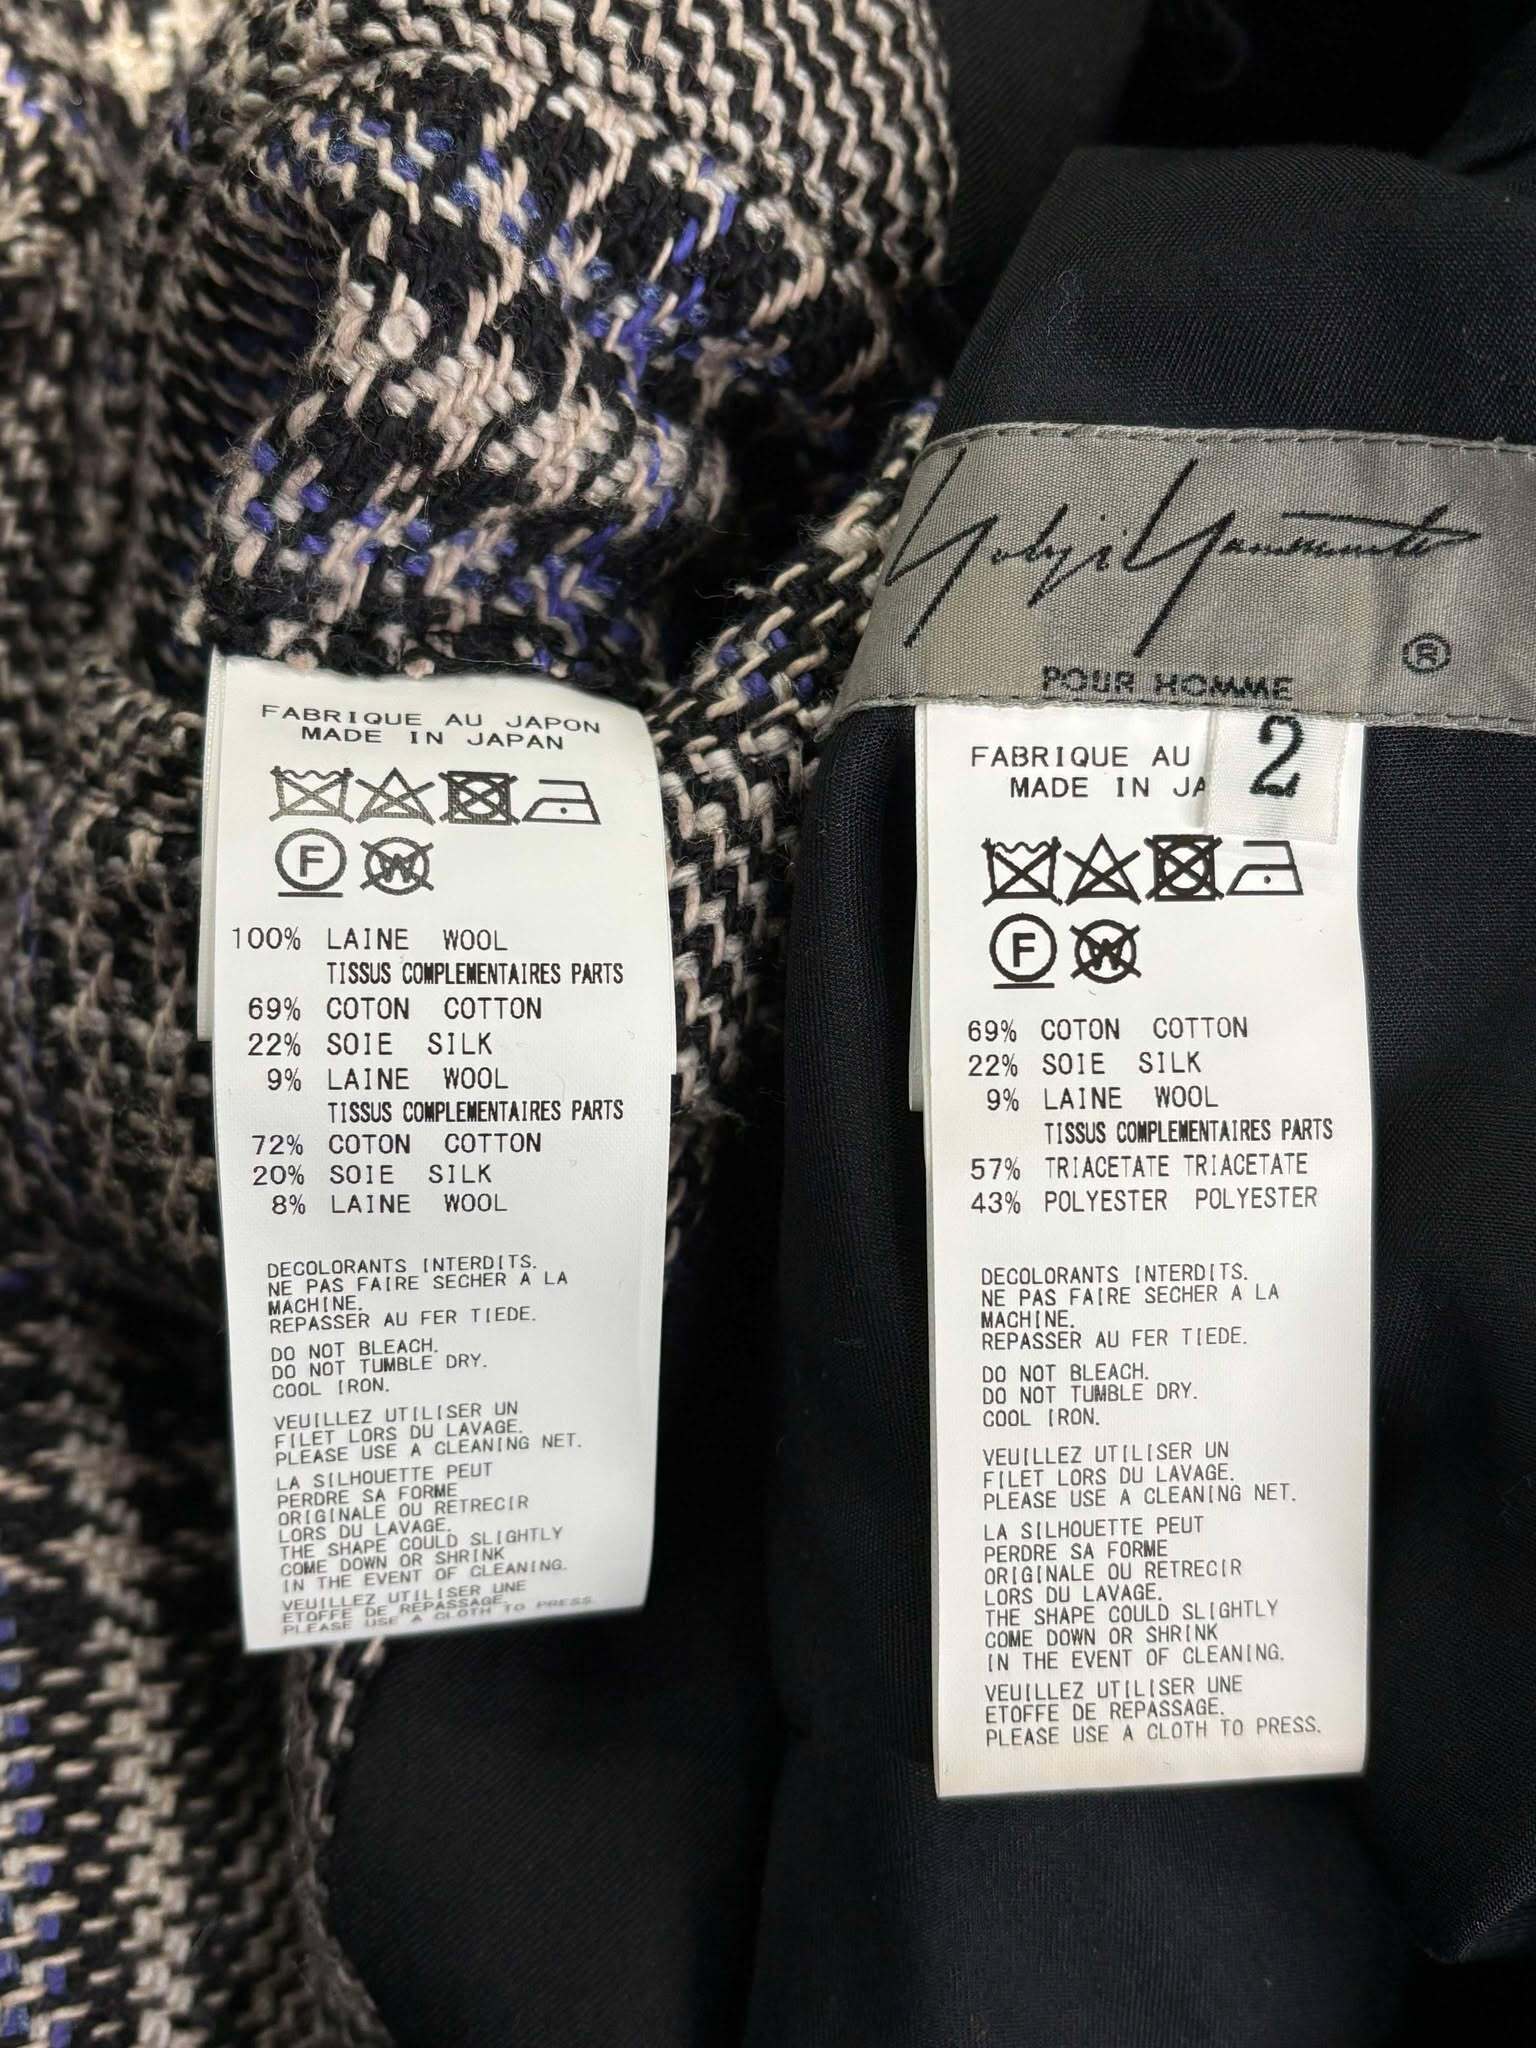 FABRIQUE AU JAPON
MADE IN JAPAN
F
W
100% LAINE WOOL
TISSUS COMPLEMENTAIRES PARTS
69% COTON COTTON
22% SOIE SILK
9% LAINE WOOL
TISSUS COMPLEMENTAIRES PARTS
72% COTON COTTON
20% SOIE SILK
8% LAINE WOOL
DECOLORANTS INTERDITS.
NE PAS FAIRE SECHER A LA
MACHINE.
REPASSER AU FER TIEDE.
DO NOT BLEACH.
DO NOT TUMBLE DRY.
COOL IRON.
VEUILLEZ UTILISER UN
FILET LORS DU LAVAGE.
PLEASE USE A CLEANING NET.
LA SILHOUETTE PEUT
PERDRE SA FORME
ORIGINALE OU RETRECIR
LORS DU LAVAGE.
THE SHAPE COULD SLIGHTLY
COME DOWN OR SHRINK
IN THE EVENT OF CLEANING.
VEUILLEZ UTILISER UNE
ETOFFE DE REPASSAGE.
PLEASE USE A CLOTH TO PRESS.
Yohji Yamamoto
®
POUR HOMME
2
FABRIQUE AU
MADE IN JA
F
W
69% COTON COTTON
22% SOIE SILK
9% LAINE WOOL
TISSUS COMPLEMENTAIRES PARTS
57% TRIACETATE TRIACETATE
43% POLYESTER POLYESTER
DECOLORANTS INTERDITS.
NE PAS FAIRE SECHER A LA
MACHINE.
REPASSER AU FER TIEDE.
DO NOT BLEACH.
DO NOT TUMBLE DRY.
COOL IRON.
VEUILLEZ UTILISER UN
FILET LORS DU LAVAGE.
PLEASE USE A CLEANING NET.
LA SILHOUETTE PEUT
PERDRE SA FORME
ORIGINALE OU RETRECIR
LORS DU LAVAGE.
THE SHAPE COULD SLIGHTLY
COME DOWN OR SHRINK
IN THE EVENT OF CLEANING.
VEUILLEZ UTILISER UNE
ETOFFE DE REPASSAGE.
PLEASE USE A CLOTH TO PRESS.